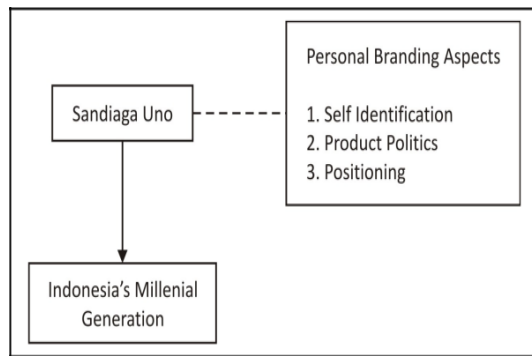 Personal Branding Aspects
Sandiaga Uno
1. Self Identification
2. Product Politics
3. Positioning
Indonesia's Millenial
Generation